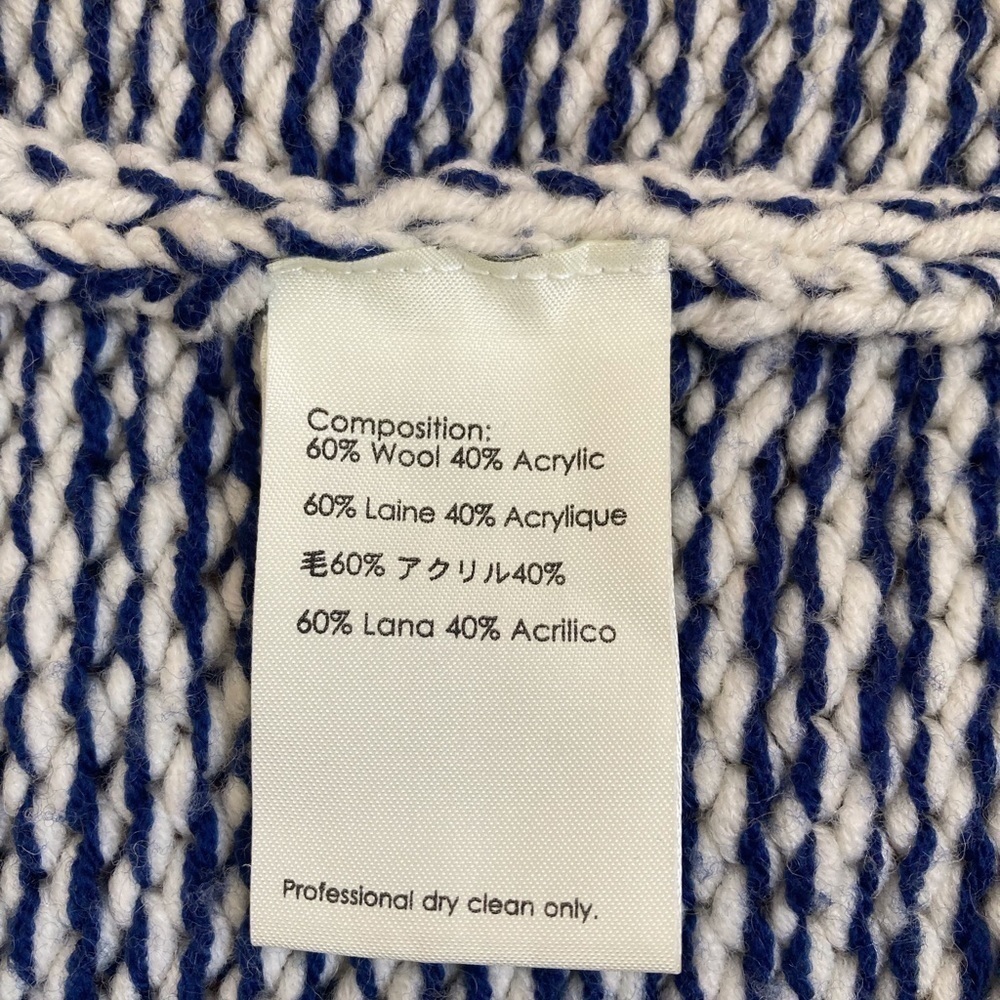 Composition:
60% Wool 40% Acrylic
60% Laine 40% Acrylique
毛60% アクリル40%
60% Lana 40% Acrilico
Professional dry clean only.